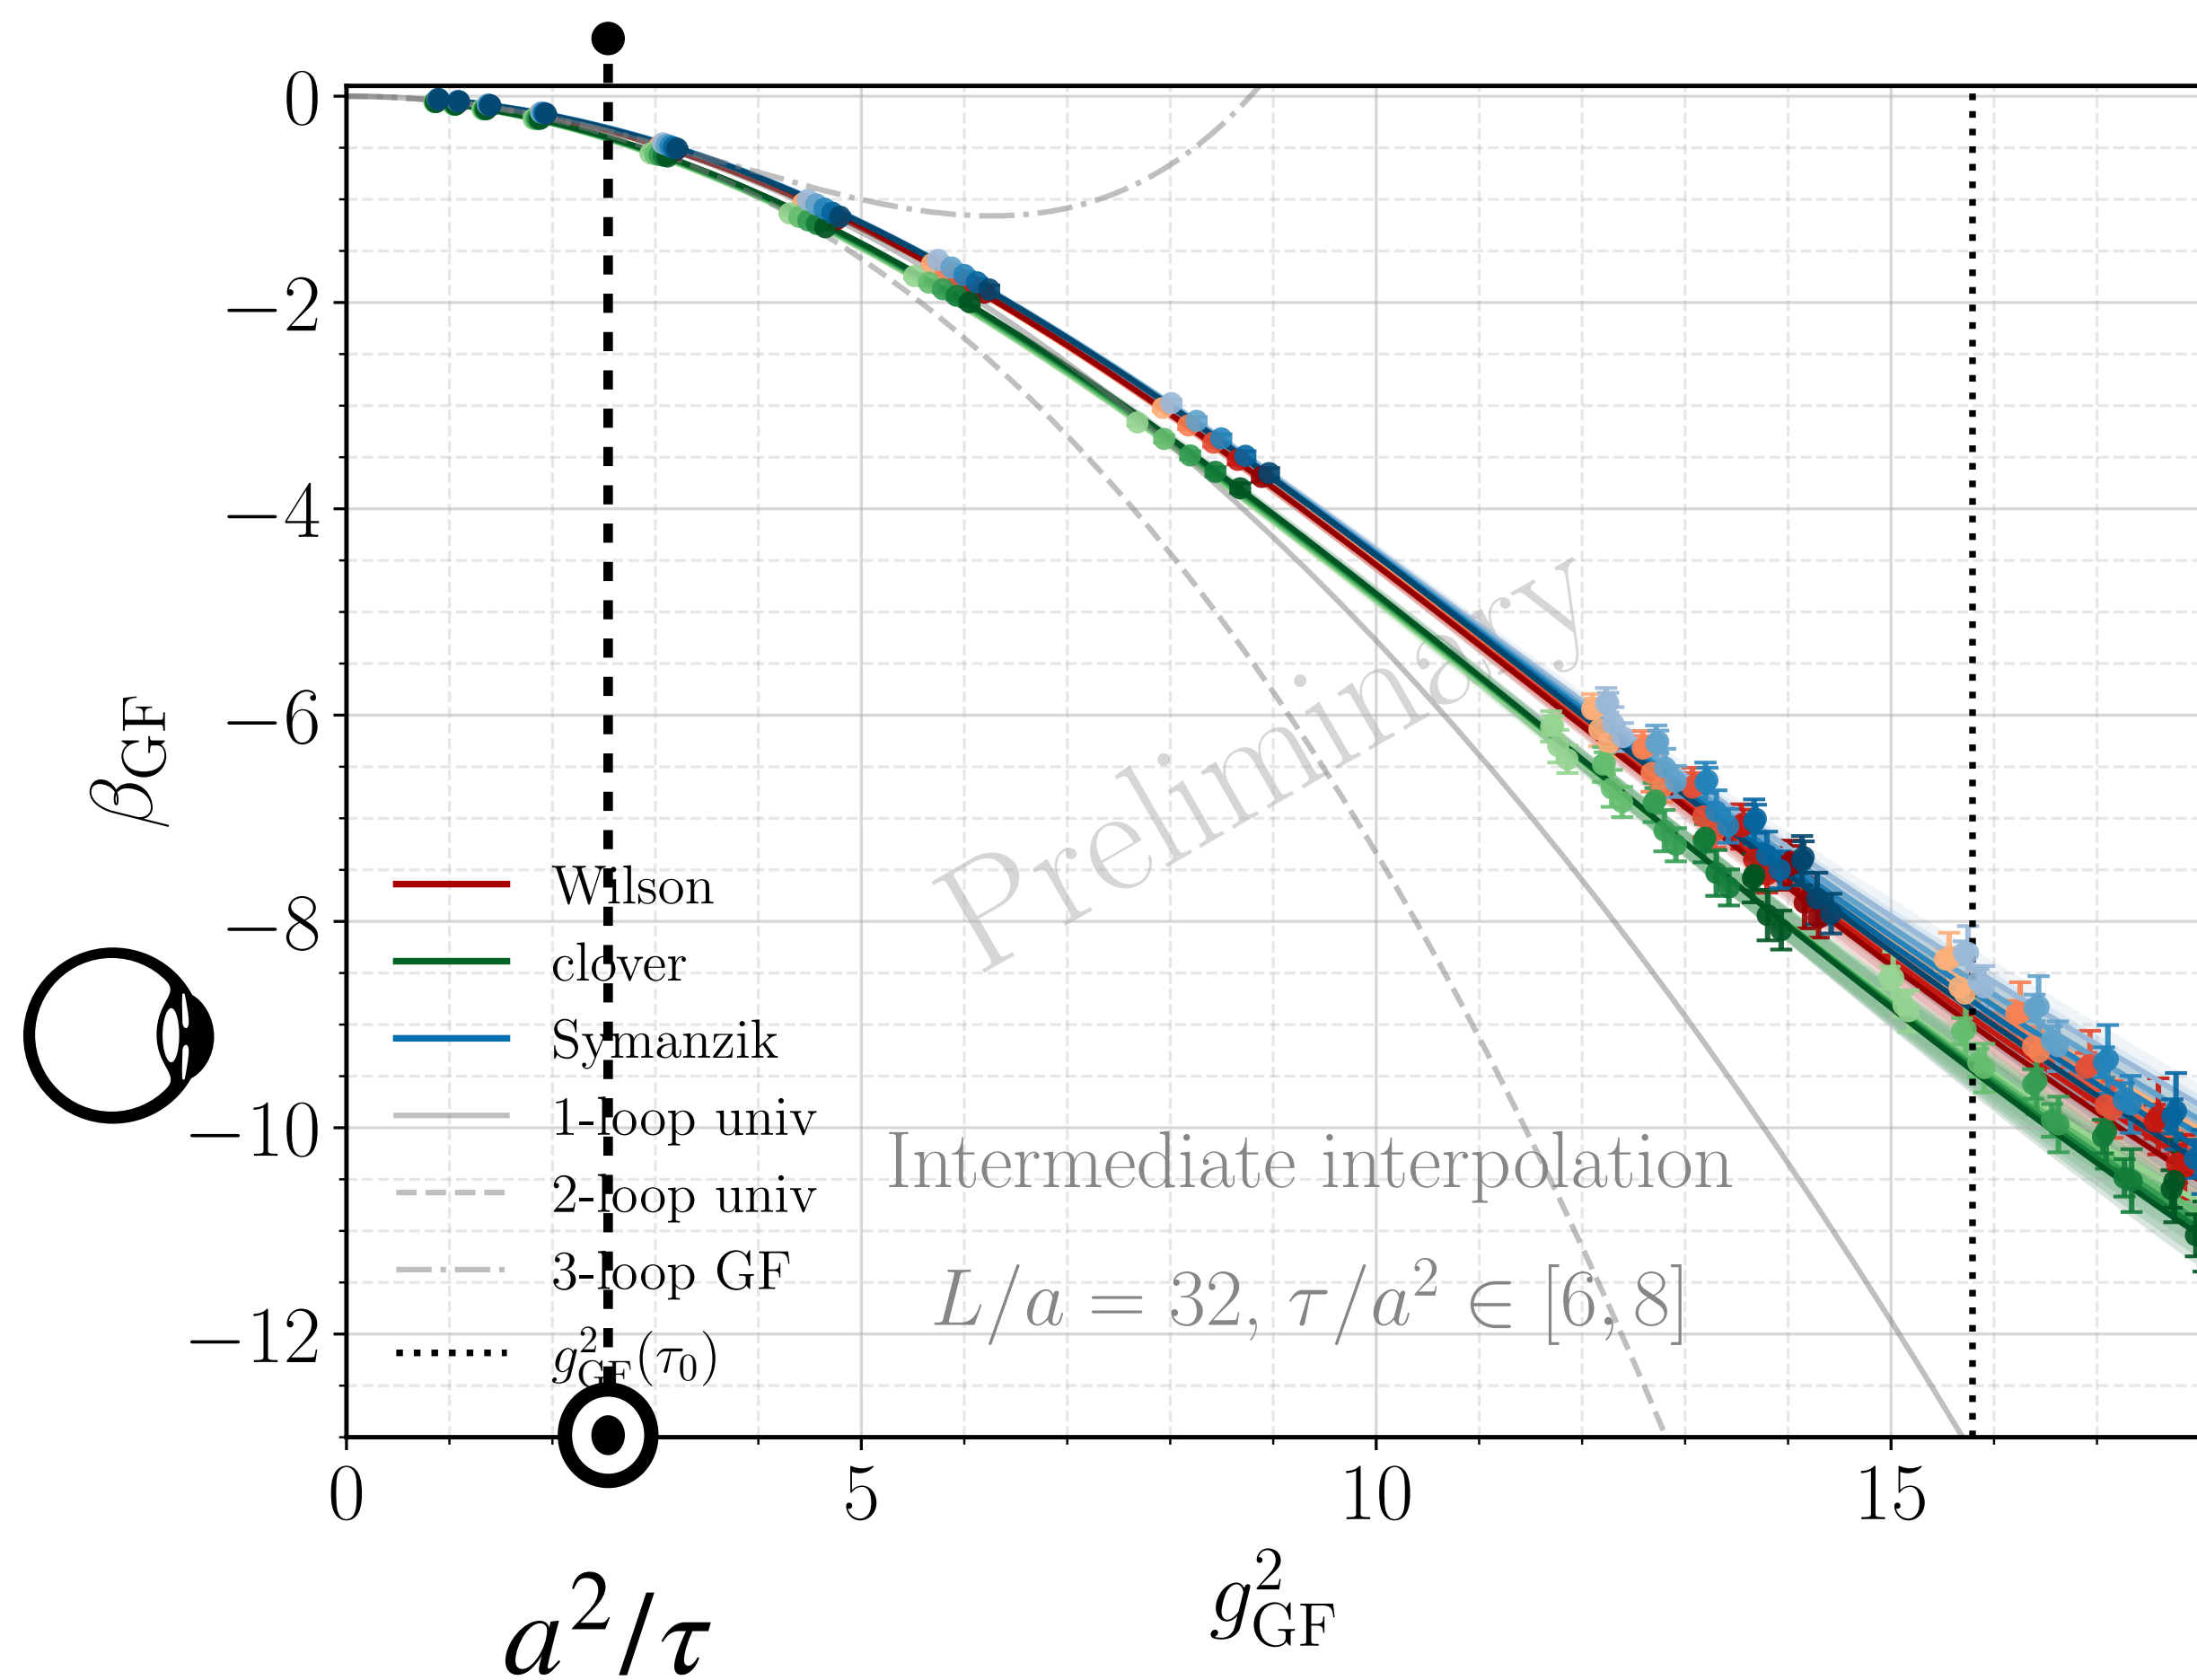 0
−2
−4
−6
−8
−10
−12
β_GF
Preliminary
Wilson
clover
Symanzik
1-loop univ
2-loop univ
3-loop GF
g²_GF(τ₀)
Intermediate interpolation
L/a = 32, τ/a² ∈ [6, 8]
0 5 10 15
a²/τ
g²_GF